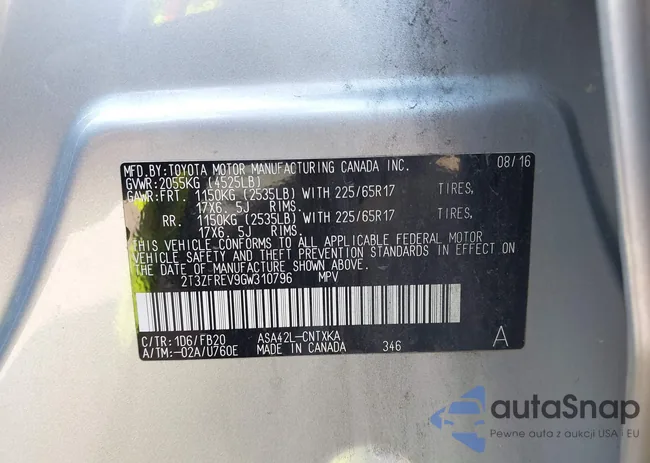 MFD.BY:TOYOTA MOTOR MANUFACTURING CANADA INC. 08/16
GVWR:2055KG (4525LB)
GAWR:FRT. 1150KG (2535LB) WITH 225/65R17 TIRES,
17X6.5J RIMS.
RR. 1150KG (2535LB) WITH 225/65R17 TIRES,
17X6.5J RIMS.
THIS VEHICLE CONFORMS TO ALL APPLICABLE FEDERAL MOTOR
VEHICLE SAFETY AND THEFT PREVENTION STANDARDS IN EFFECT ON
THE DATE OF MANUFACTURE SHOWN ABOVE.
2T3ZFREV9GW310796 MPV
C/TR:1D6/FB20 ASA42L-CNTXKA
A/TM:-02A/U760E MADE IN CANADA 346 A
autaSnap
Pewne auta z aukcji USA i EU